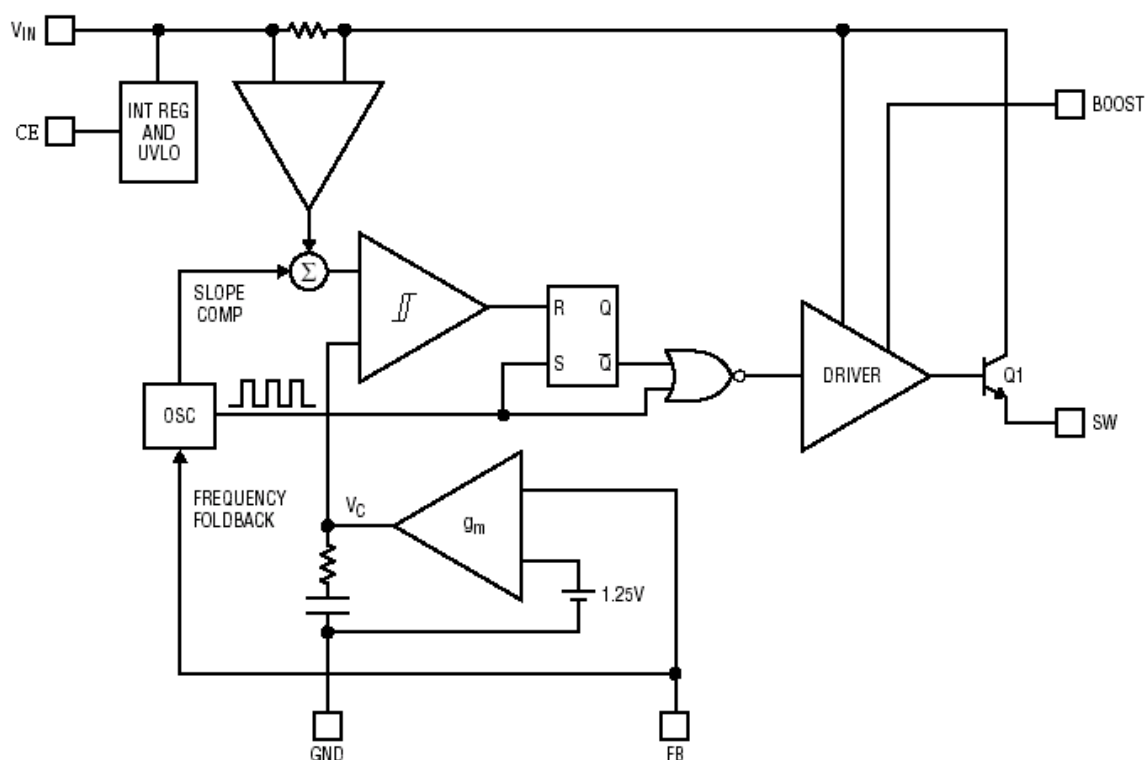 VIN
INT REG
AND
UVLO
CE
BOOST
Σ
SLOPE
COMP
R Q
S Q̅
DRIVER
Q1
OSC
SW
FREQUENCY
FOLDBACK
VC
gm
1.25V
GND
FB